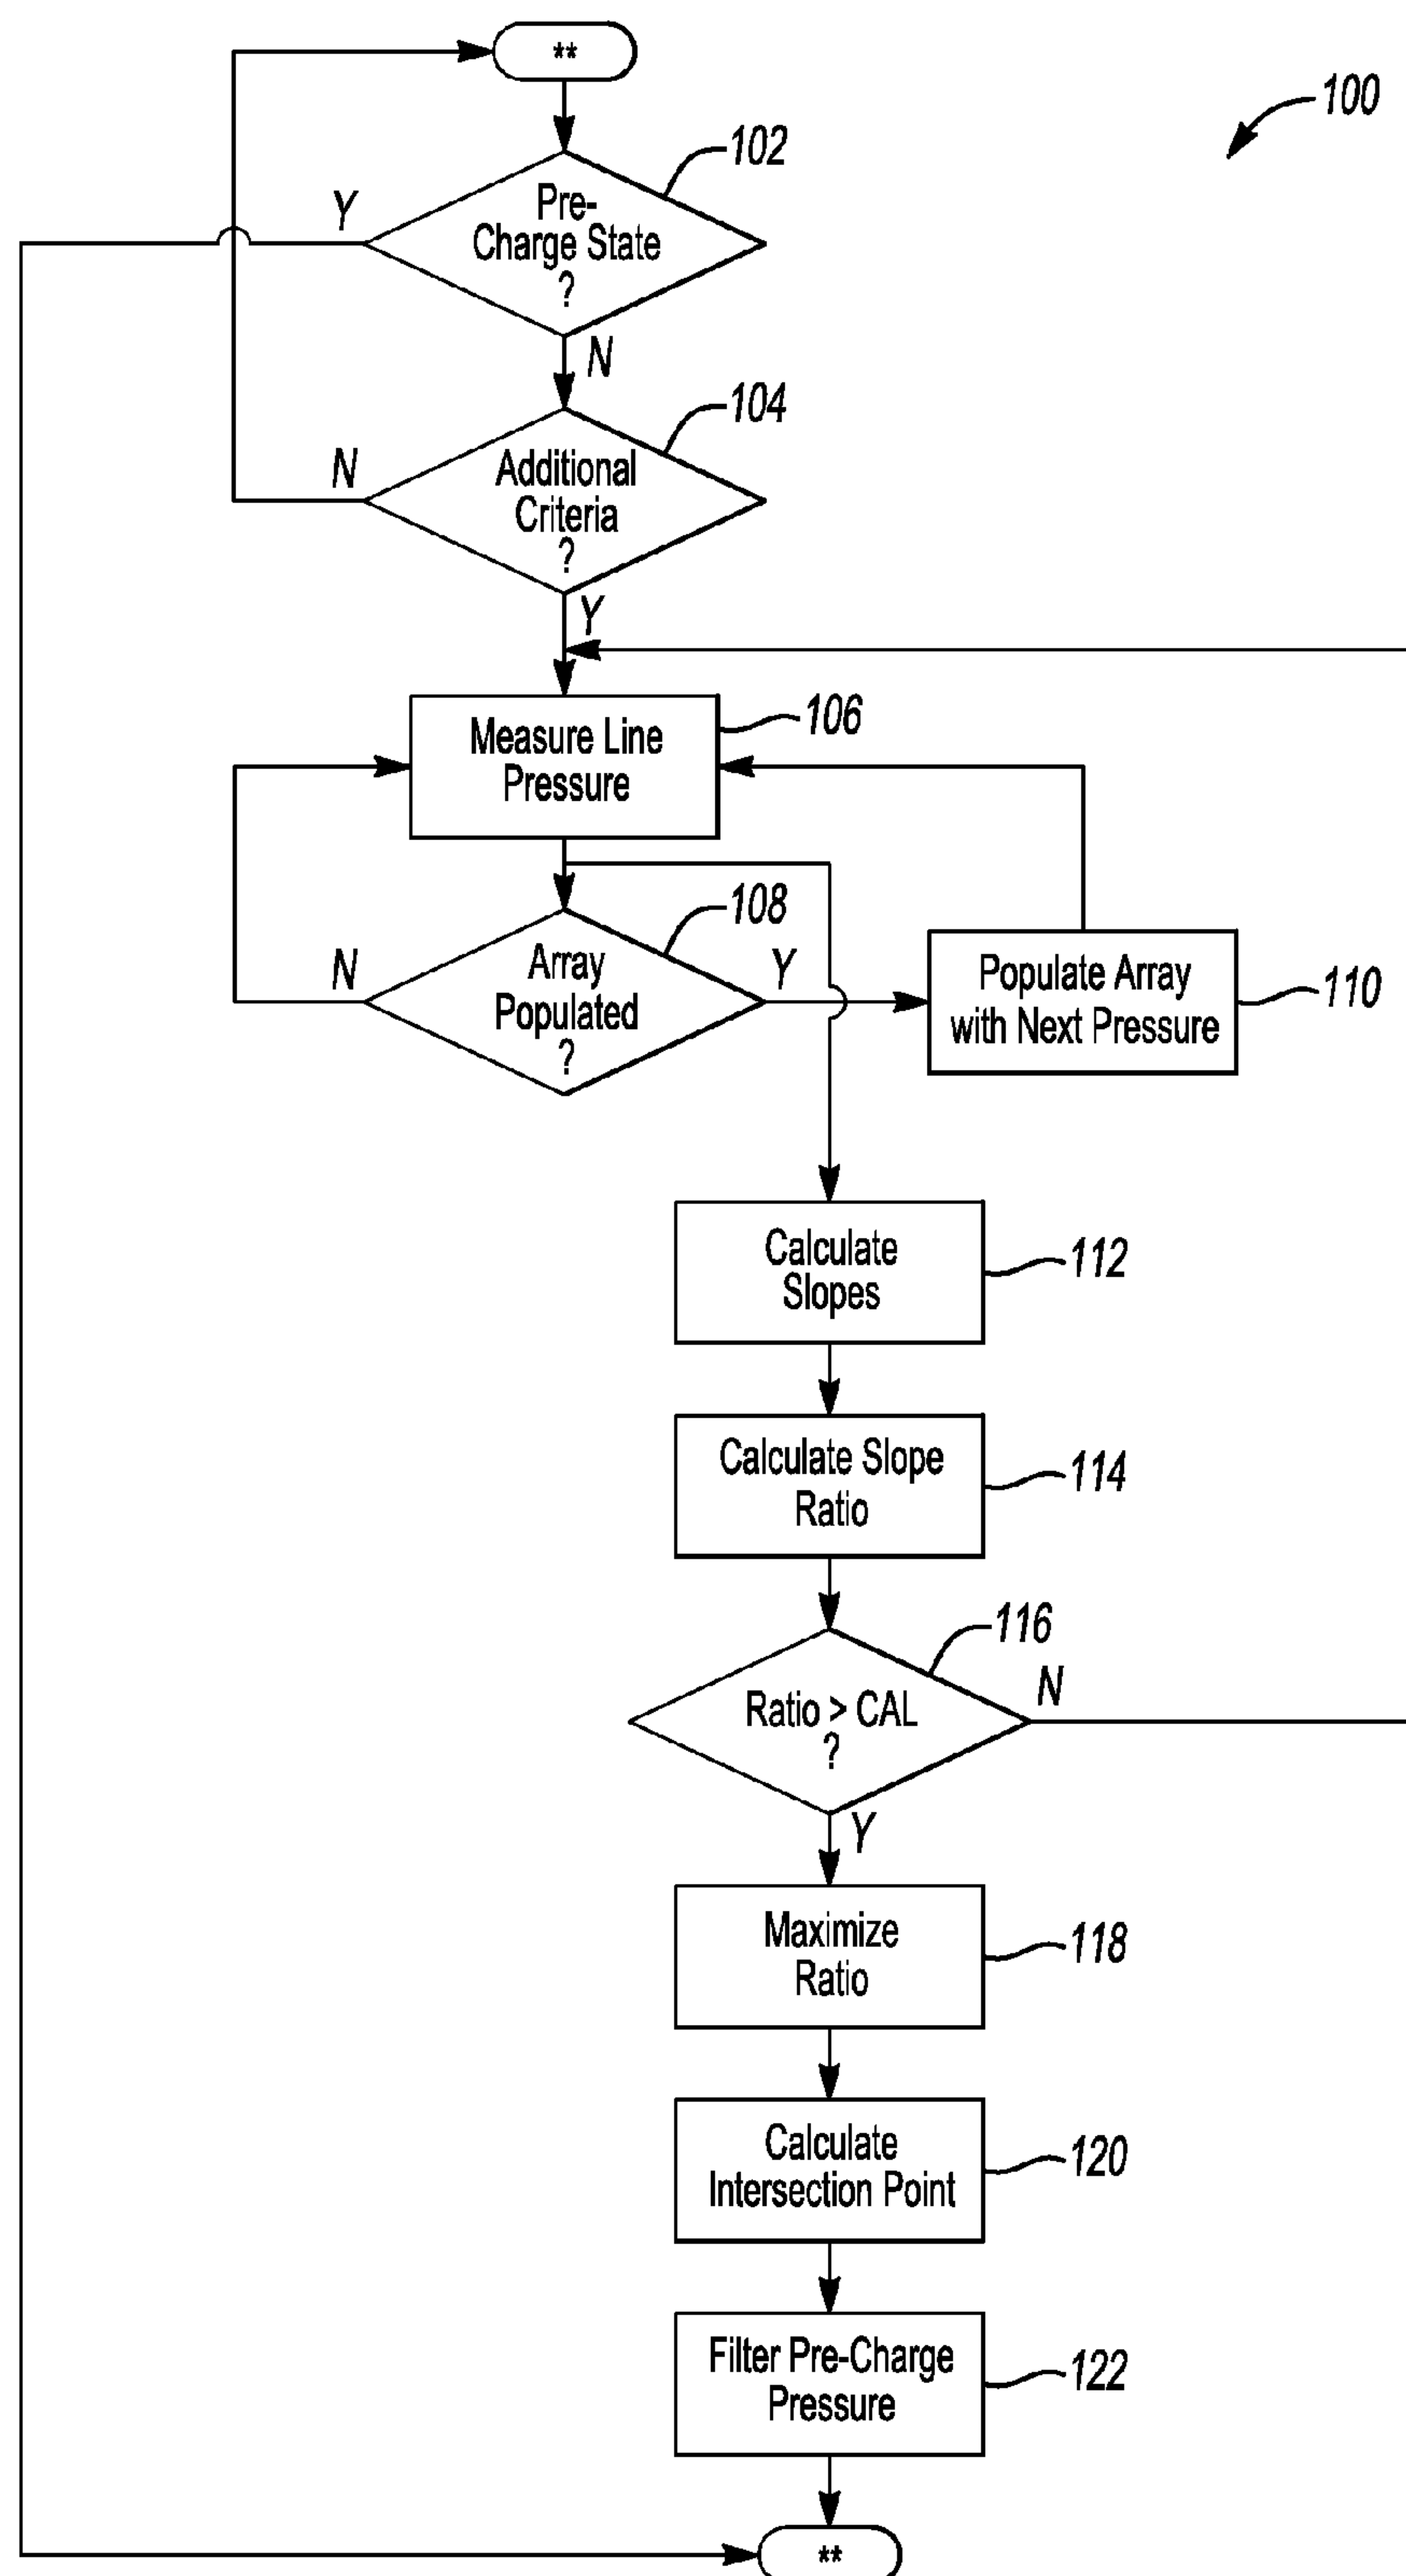 **
100
102
Y
Pre-
Charge State
?
N
104
N
Additional
Criteria
?
Y
106
Measure Line
Pressure
108
N
Array
Populated
?
Y
Populate Array
with Next Pressure
110
Calculate
Slopes
112
Calculate Slope
Ratio
114
116
Ratio > CAL
?
N
Y
Maximize
Ratio
118
Calculate
Intersection Point
120
Filter Pre-Charge
Pressure
122
**